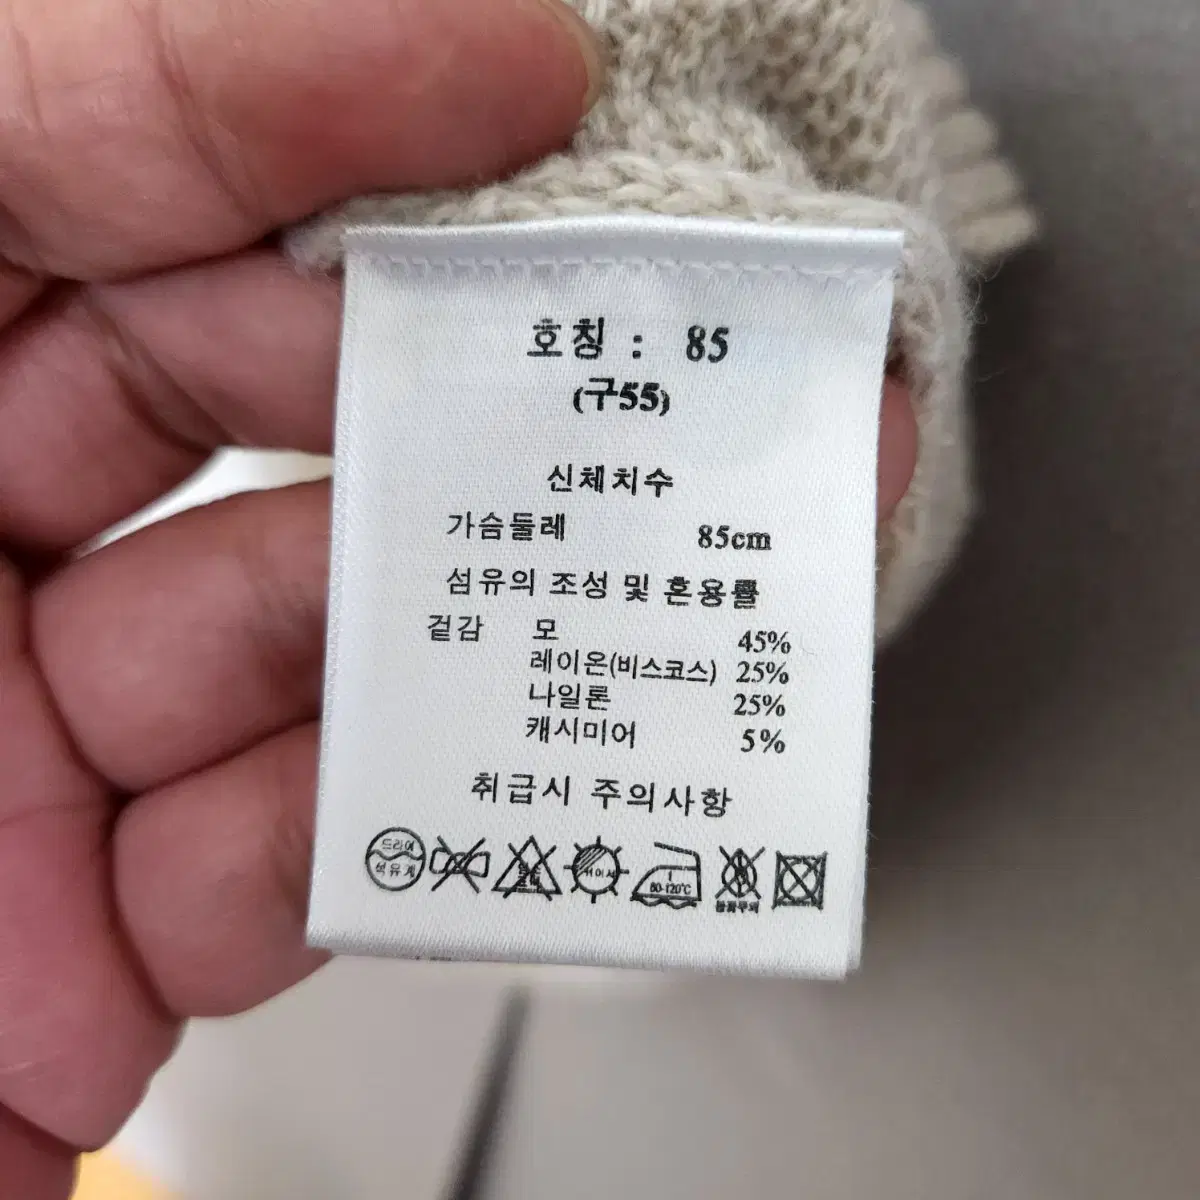 호칭 : 85
(구55)
신체치수
가슴둘레 85cm
섬유의 조성 및 혼용률
겉감 모 45%
레이온(비스코스) 25%
나일론 25%
캐시미어 5%
취급시 주의사항
드라이
석유계
80-120℃